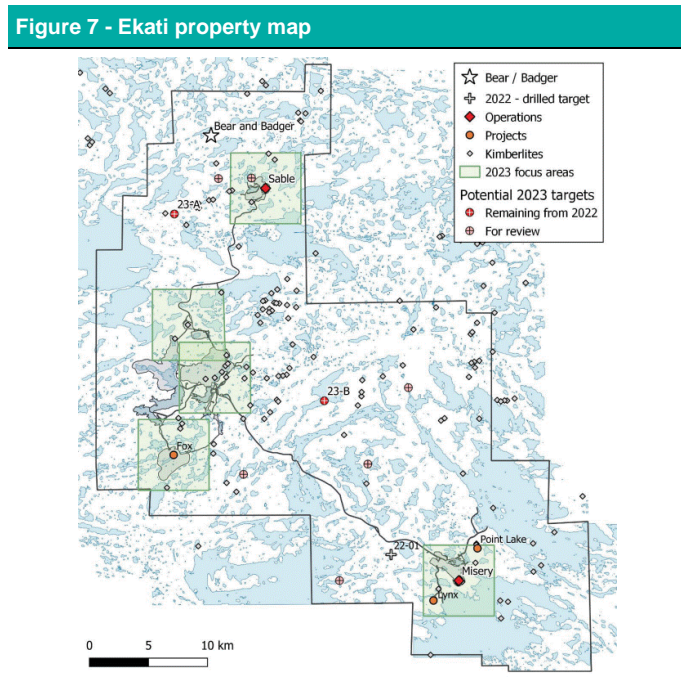 Figure 7 - Ekati property map
Bear / Badger
2022 - drilled target
Operations
Projects
Kimberlites
2023 focus areas
Potential 2023 targets
Remaining from 2022
For review
Bear and Badger
Sable
23-A
23-B
Fox
22-01
Point Lake
Misery
Lynx
0 5 10 km